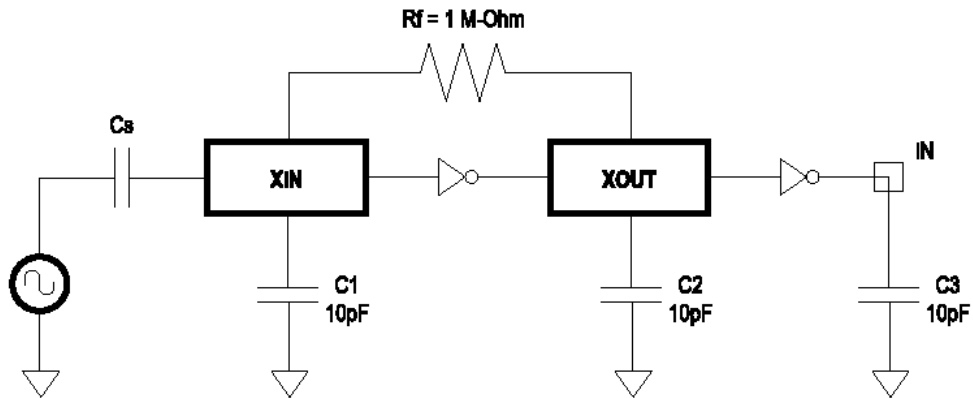 Rf = 1 M-Ohm
Cs
XIN
XOUT
IN
C1
10pF
C2
10pF
C3
10pF